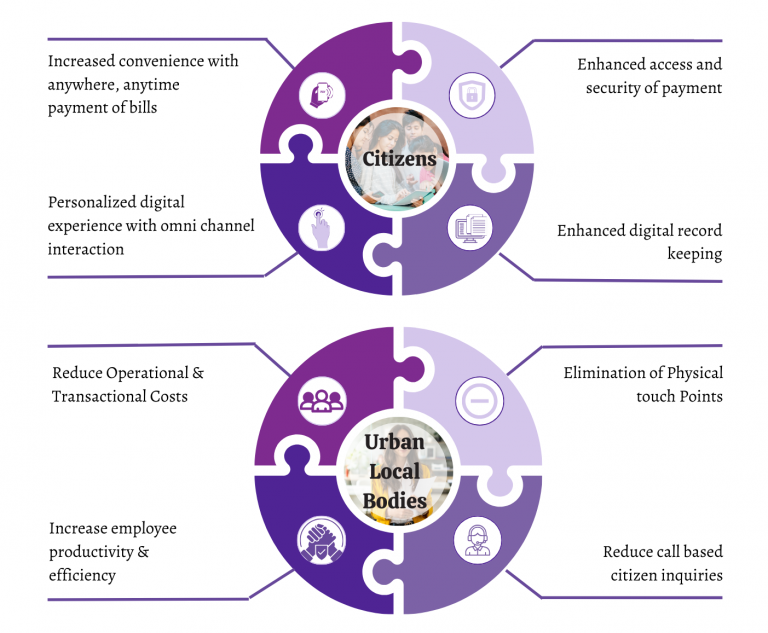 Increased convenience with
anywhere, anytime
payment of bills
Enhanced access and
security of payment
Citizens
Personalized digital
experience with omni channel
interaction
Enhanced digital record
keeping
Reduce Operational &
Transactional Costs
Elimination of Physical
touch Points
Urban
Local
Bodies
Increase employee
productivity &
efficiency
Reduce call based
citizen inquiries